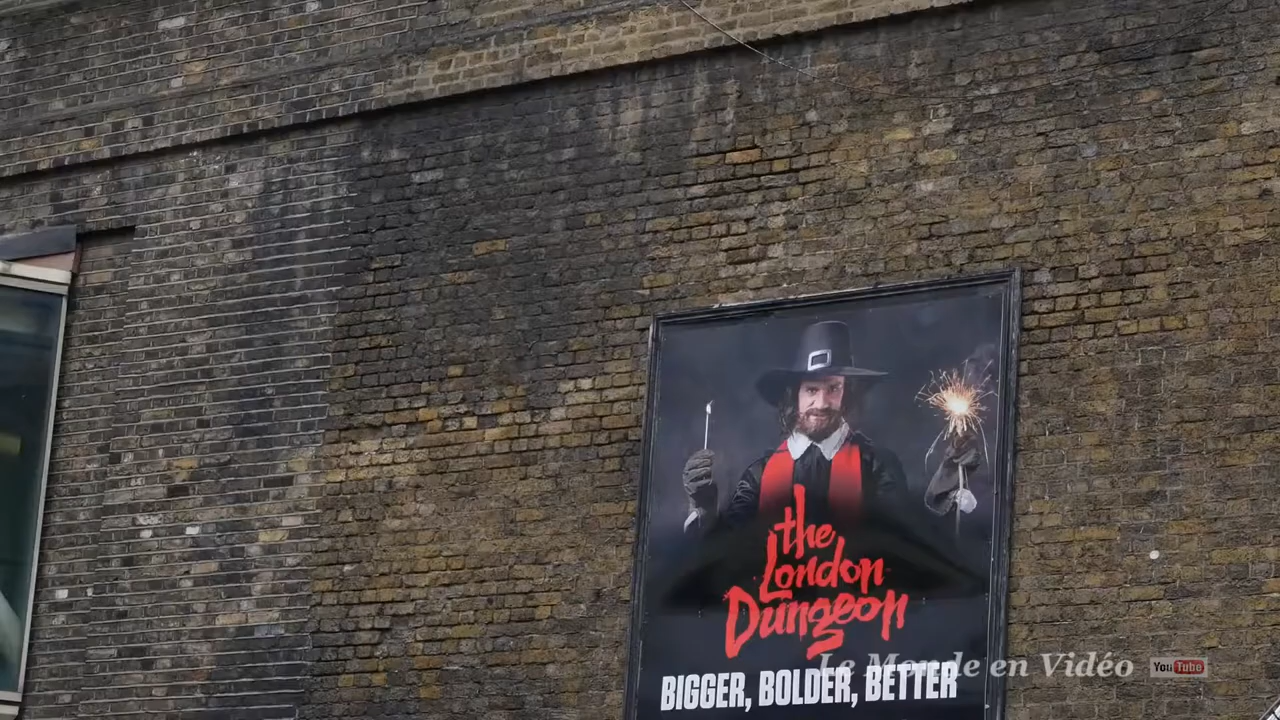 the
London
Dungeon
BIGGER, BOLDER, BETTER
Le Monde en Vidéo
YouTube